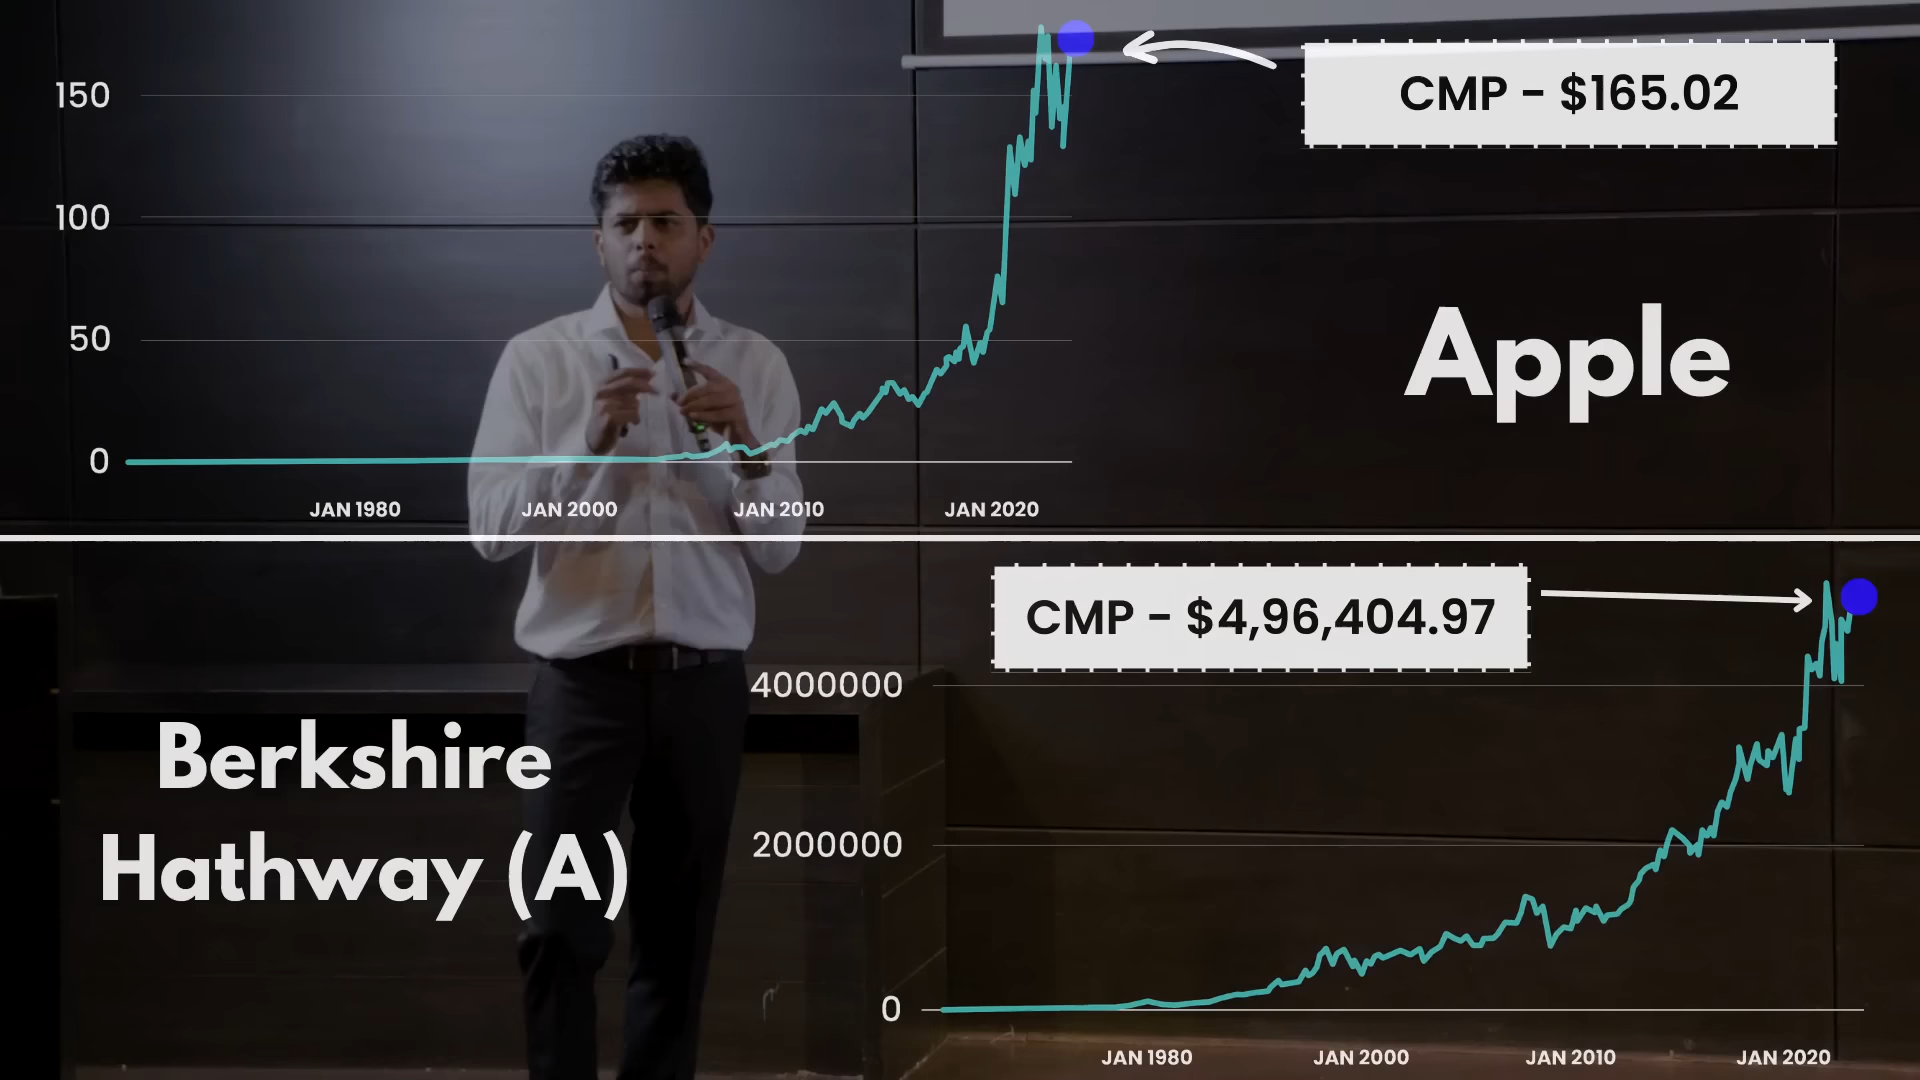 150
CMP - $165.02
100
Apple
50
0
JAN 1980
JAN 2000
JAN 2010
JAN 2020
CMP - $4,96,404.97
4000000
Berkshire
Hathway (A)
2000000
0
JAN 1980
JAN 2000
JAN 2010
JAN 2020